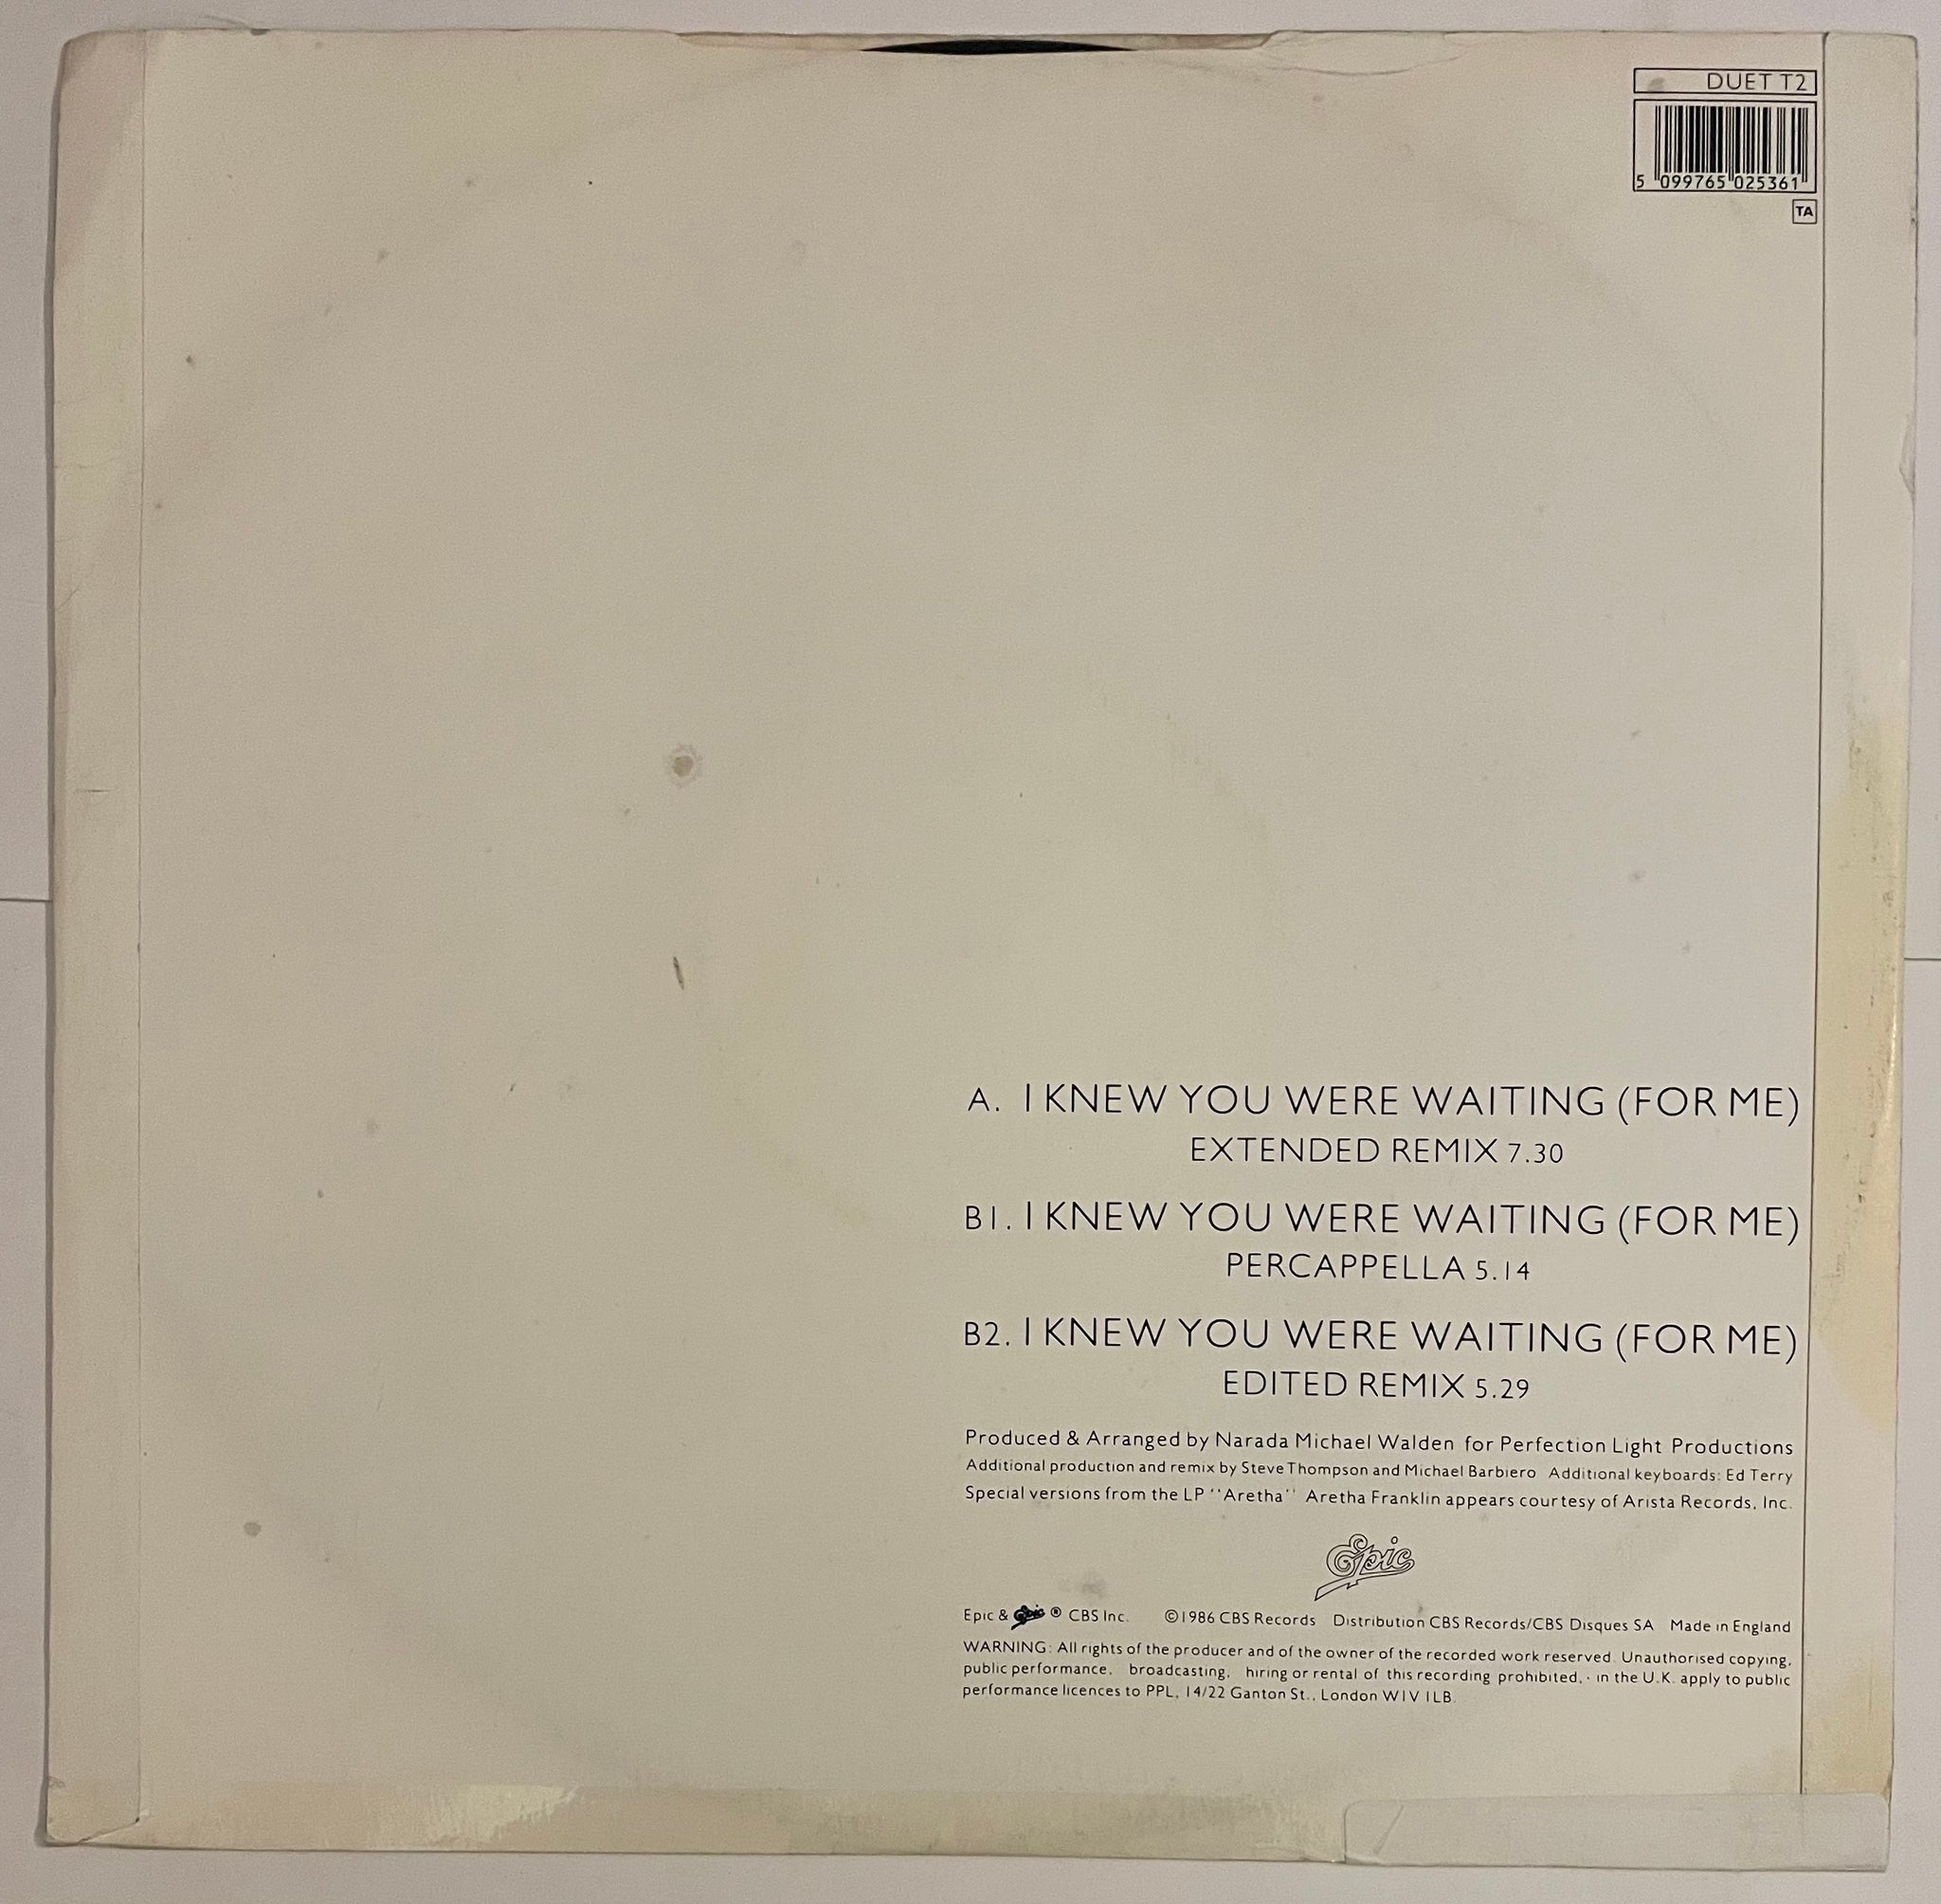 DUET T2
5 099765 025361
TA
A. I KNEW YOU WERE WAITING (FOR ME)
EXTENDED REMIX 7.30
B1. I KNEW YOU WERE WAITING (FOR ME)
PERCAPPELLA 5.14
B2. I KNEW YOU WERE WAITING (FOR ME)
EDITED REMIX 5.29
Produced & Arranged by Narada Michael Walden for Perfection Light Productions
Additional production and remix by Steve Thompson and Michael Barbiero Additional keyboards: Ed Terry
Special versions from the LP ''Aretha'' Aretha Franklin appears courtesy of Arista Records, Inc.
Epic
Epic & Epic ® CBS Inc. ©1986 CBS Records Distribution CBS Records/CBS Disques SA Made in England
WARNING: All rights of the producer and of the owner of the recorded work reserved. Unauthorised copying,
public performance, broadcasting, hiring or rental of this recording prohibited, · in the U.K. apply to public
performance licences to PPL, 14/22 Ganton St., London W1V 1LB.